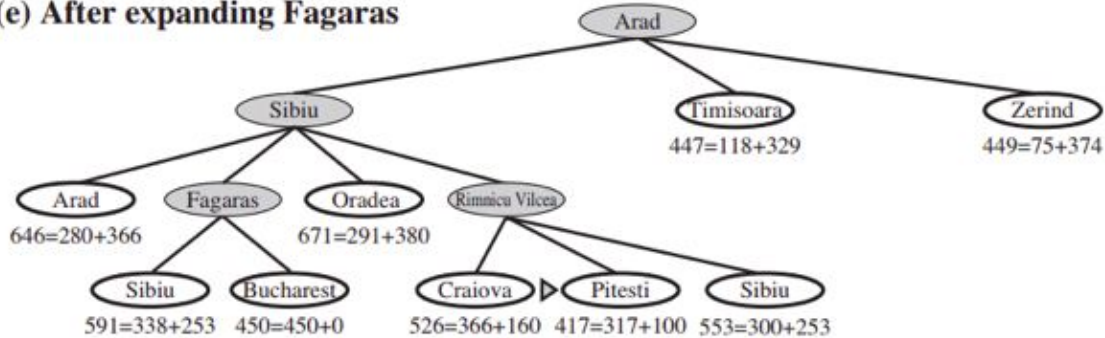 (e) After expanding Fagaras
Arad
Sibiu Timisoara Zerind
447=118+329 449=75+374
Arad Fagaras Oradea Rimnicu Vilcea
646=280+366 671=291+380
Sibiu Bucharest Craiova Pitesti Sibiu
591=338+253 450=450+0 526=366+160 417=317+100 553=300+253